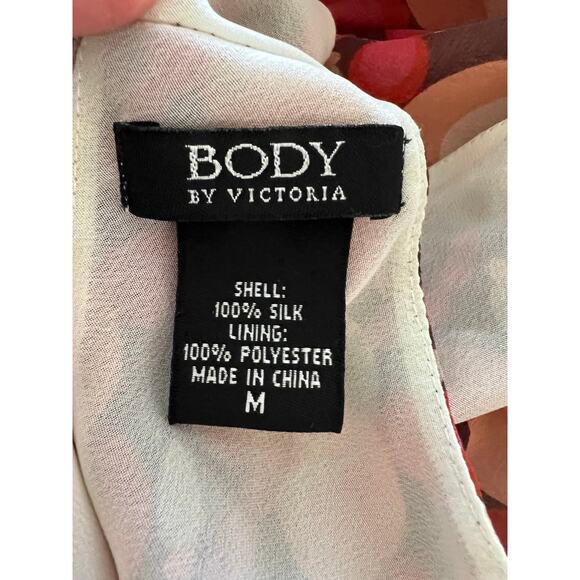 BODY
BY VICTORIA
SHELL:
100% SILK
LINING:
100% POLYESTER
MADE IN CHINA
M